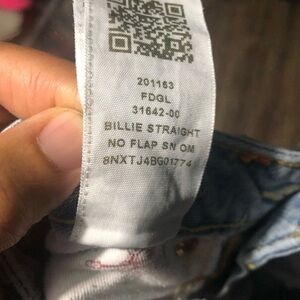 201163
FDGL
31642-00
BILLIE STRAIGHT
NO FLAP SN OM
8NXTJ4BG01774